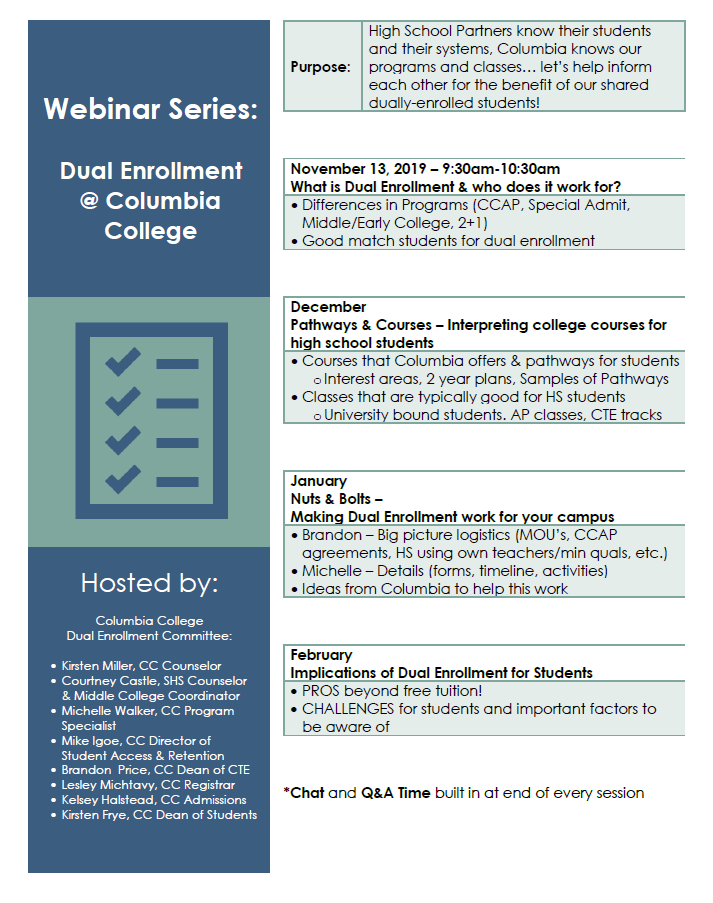 Webinar Series:
Dual Enrollment
@ Columbia
College
Hosted by:
Columbia College
Dual Enrollment Committee:
• Kirsten Miller, CC Counselor
• Courtney Castle, SHS Counselor
& Middle College Coordinator
• Michelle Walker, CC Program
Specialist
• Mike Igoe, CC Director of
Student Access & Retention
• Brandon Price, CC Dean of CTE
• Lesley Michtavy, CC Registrar
• Kelsey Halstead, CC Admissions
• Kirsten Frye, CC Dean of Students
Purpose:
High School Partners know their students
and their systems, Columbia knows our
programs and classes… let's help inform
each other for the benefit of our shared
dually-enrolled students!
November 13, 2019 – 9:30am-10:30am
What is Dual Enrollment & who does it work for?
• Differences in Programs (CCAP, Special Admit,
Middle/Early College, 2+1)
• Good match students for dual enrollment
December
Pathways & Courses – Interpreting college courses for
high school students
• Courses that Columbia offers & pathways for students
o Interest areas, 2 year plans, Samples of Pathways
• Classes that are typically good for HS students
o University bound students. AP classes, CTE tracks
January
Nuts & Bolts –
Making Dual Enrollment work for your campus
• Brandon – Big picture logistics (MOU's, CCAP
agreements, HS using own teachers/min quals, etc.)
• Michelle – Details (forms, timeline, activities)
• Ideas from Columbia to help this work
February
Implications of Dual Enrollment for Students
• PROS beyond free tuition!
• CHALLENGES for students and important factors to
be aware of
*Chat and Q&A Time built in at end of every session